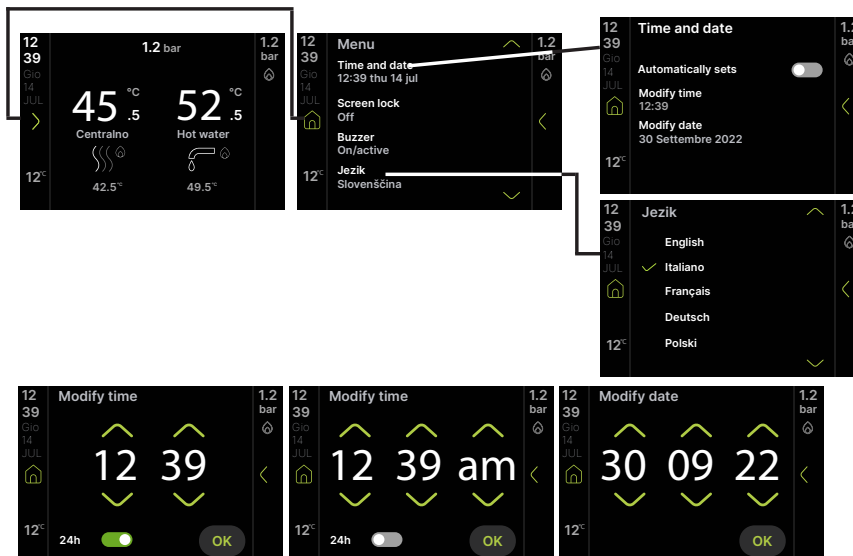 12
39
Gio
14
JUL
12°C
1.2 bar
45 °C .5
52 °C .5
Centralno
Hot water
42.5°C
49.5°C
1.2
bar
12
39
Gio
14
JUL
12°C
Menu
Time and date
12:39 thu 14 jul
Screen lock
Off
Buzzer
On/active
Jezik
Slovenščina
1.2
bar
12
39
Gio
14
JUL
12°C
Time and date
Automatically sets
Modify time
12:39
Modify date
30 Settembre 2022
12
39
Gio
14
JUL
12°C
Jezik
English
Italiano
Français
Deutsch
Polski
12
39
Gio
14
JUL
12°C
Modify time
12 39
24h
OK
1.2
bar
12
39
Gio
14
JUL
12°C
Modify time
12 39 am
24h
OK
1.2
bar
12
39
Gio
14
JUL
12°C
Modify date
30 09 22
OK
1.2
bar